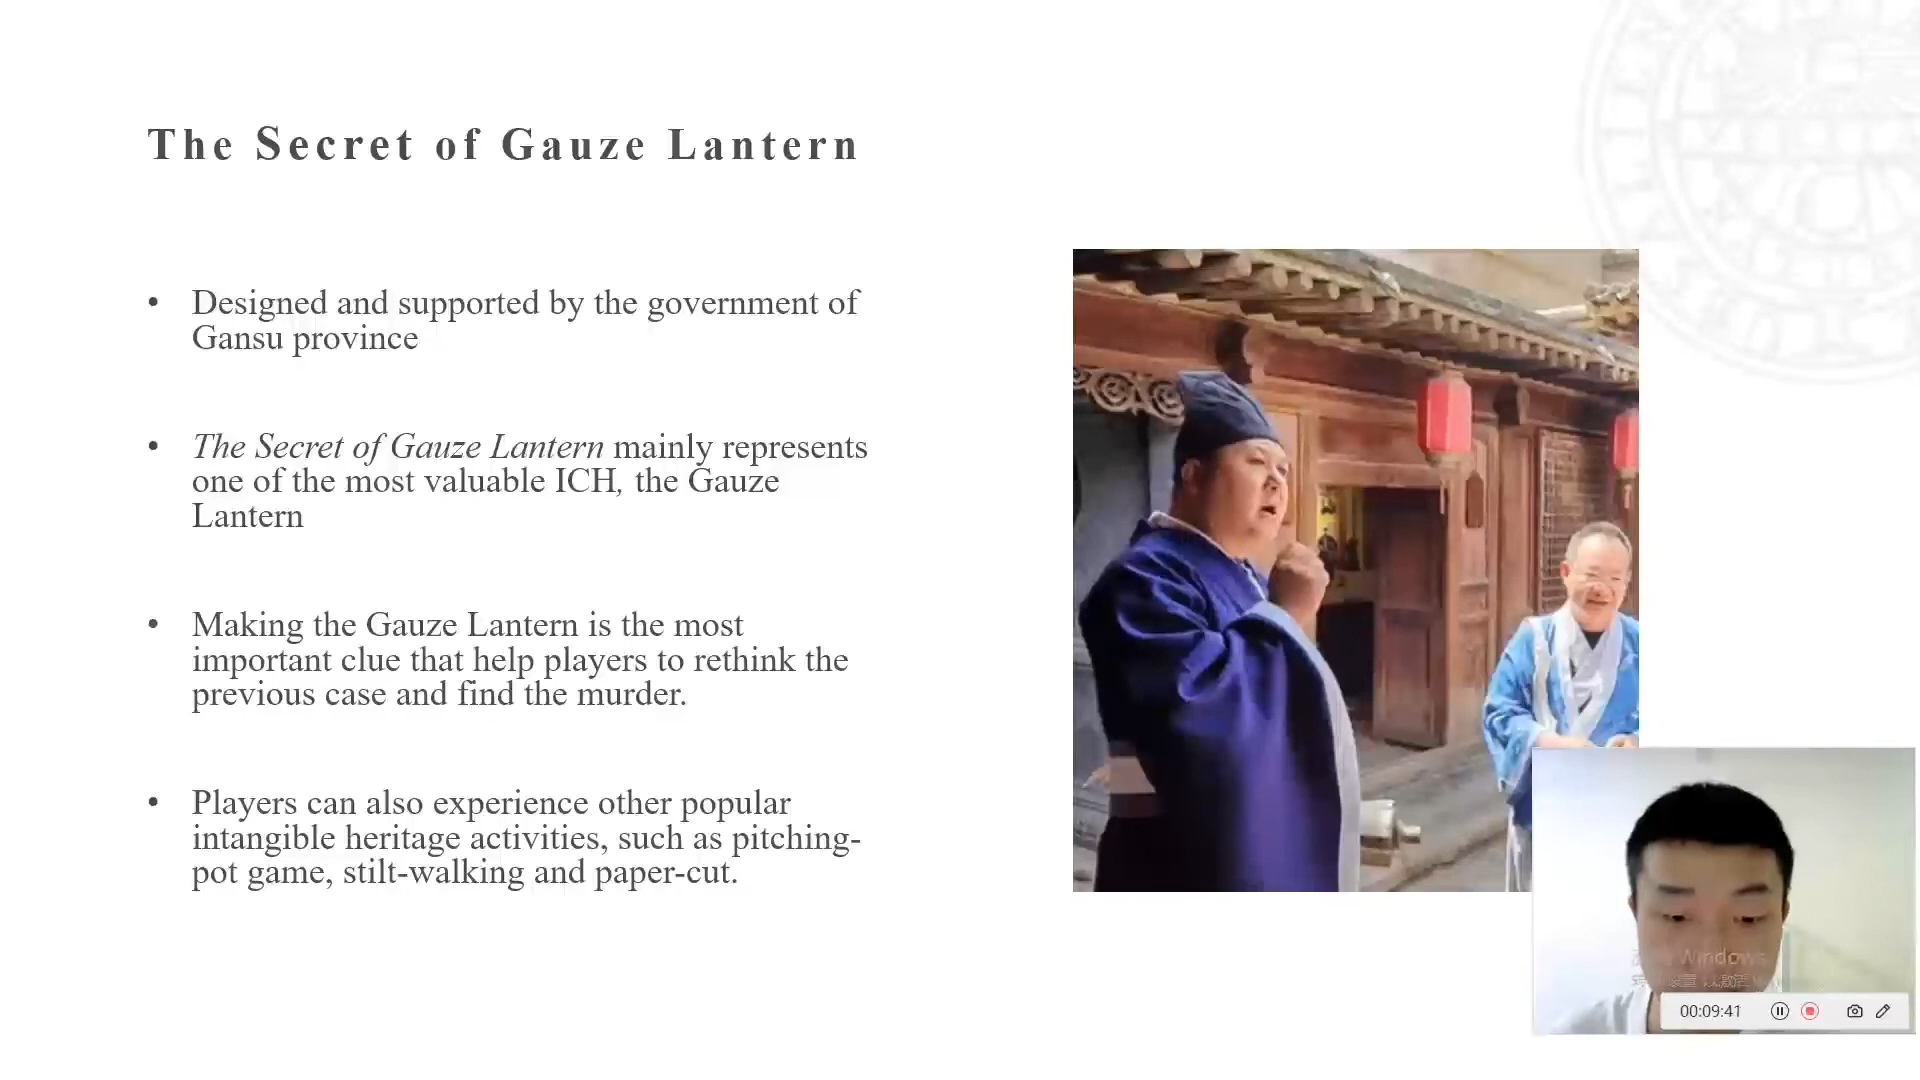 The Secret of Gauze Lantern
• Designed and supported by the government of
Gansu province
• The Secret of Gauze Lantern mainly represents
one of the most valuable ICH, the Gauze
Lantern
• Making the Gauze Lantern is the most
important clue that help players to rethink the
previous case and find the murder.
• Players can also experience other popular
intangible heritage activities, such as pitching-
pot game, stilt-walking and paper-cut.
Windows
00:09:41